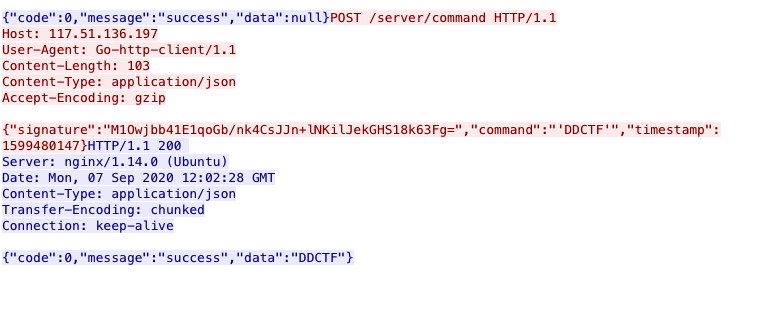 {"code":0,"message":"success","data":null}POST /server/command HTTP/1.1
Host: 117.51.136.197
User-Agent: Go-http-client/1.1
Content-Length: 103
Content-Type: application/json
Accept-Encoding: gzip
{"signature":"M1Owjbb41E1qoGb/nk4CsJJn+lNKilJekGHS18k63Fg=","command":"'DDCTF'","timestamp":
1599480147}HTTP/1.1 200
Server: nginx/1.14.0 (Ubuntu)
Date: Mon, 07 Sep 2020 12:02:28 GMT
Content-Type: application/json
Transfer-Encoding: chunked
Connection: keep-alive
{"code":0,"message":"success","data":"DDCTF"}